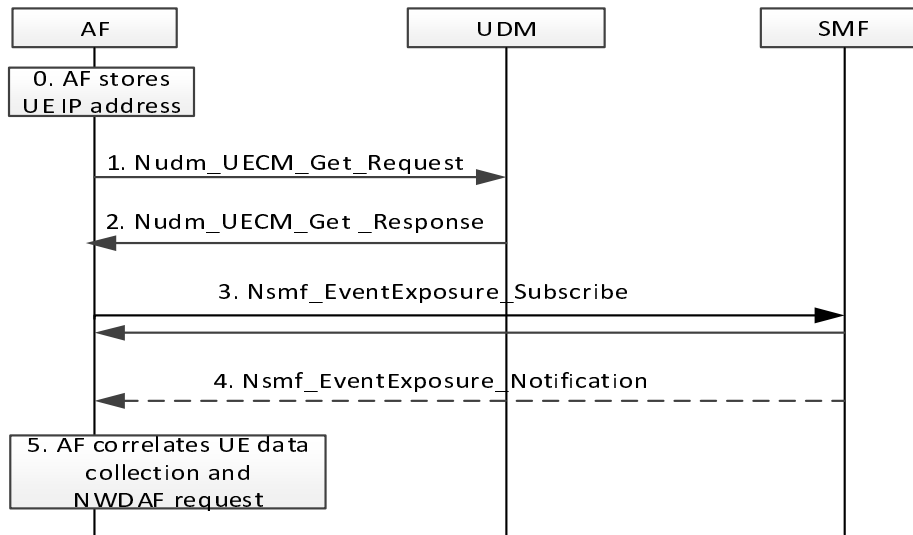 AF
UDM
SMF
0. AF stores
UE IP address
1. Nudm_UECM_Get_Request
2. Nudm_UECM_Get _Response
3. Nsmf_EventExposure_Subscribe
4. Nsmf_EventExposure_Notification
5. AF correlates UE data
collection and
NWDAF request